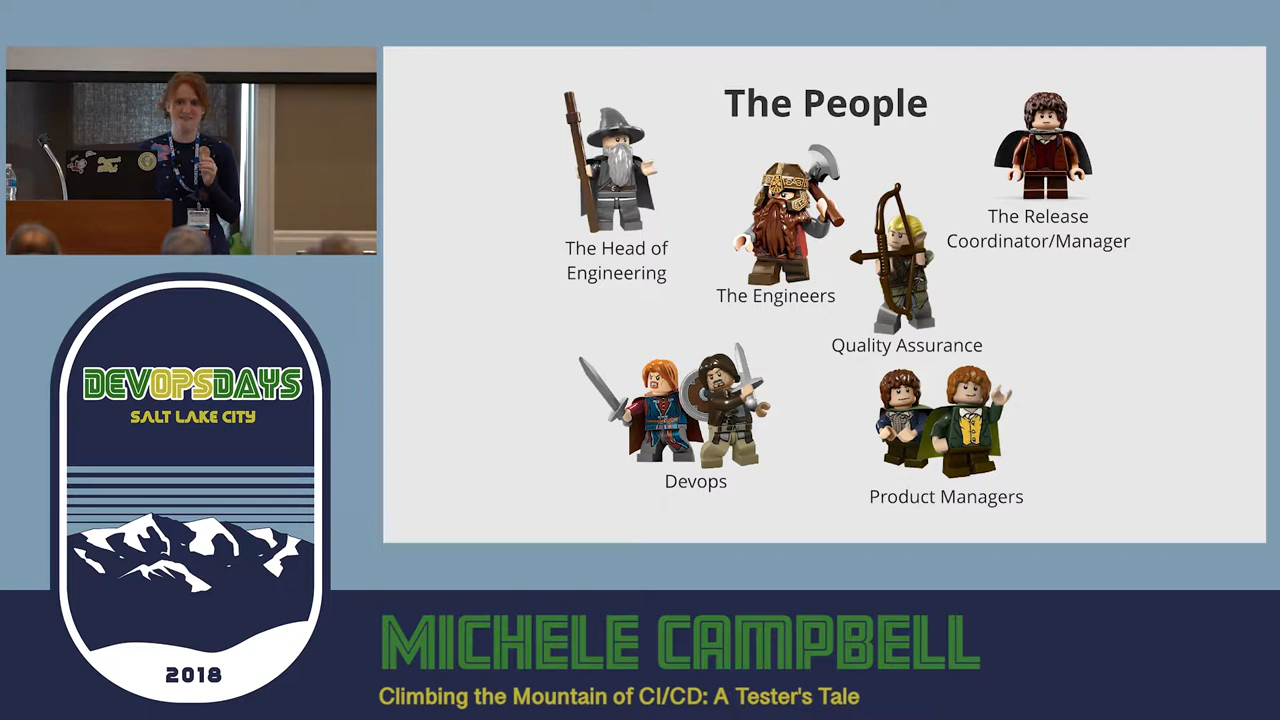 The People
The Head of
Engineering
The Engineers
Quality Assurance
The Release
Coordinator/Manager
Devops
Product Managers
DEVOPSDAYS
SALT LAKE CITY
2018
MICHELE CAMPBELL
Climbing the Mountain of CI/CD: A Tester's Tale